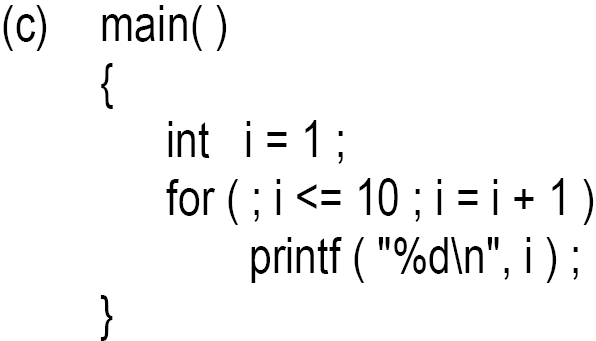 (c) main( )
{
int i = 1 ;
for ( ; i <= 10 ; i = i + 1 )
printf ( "%d\n", i ) ;
}